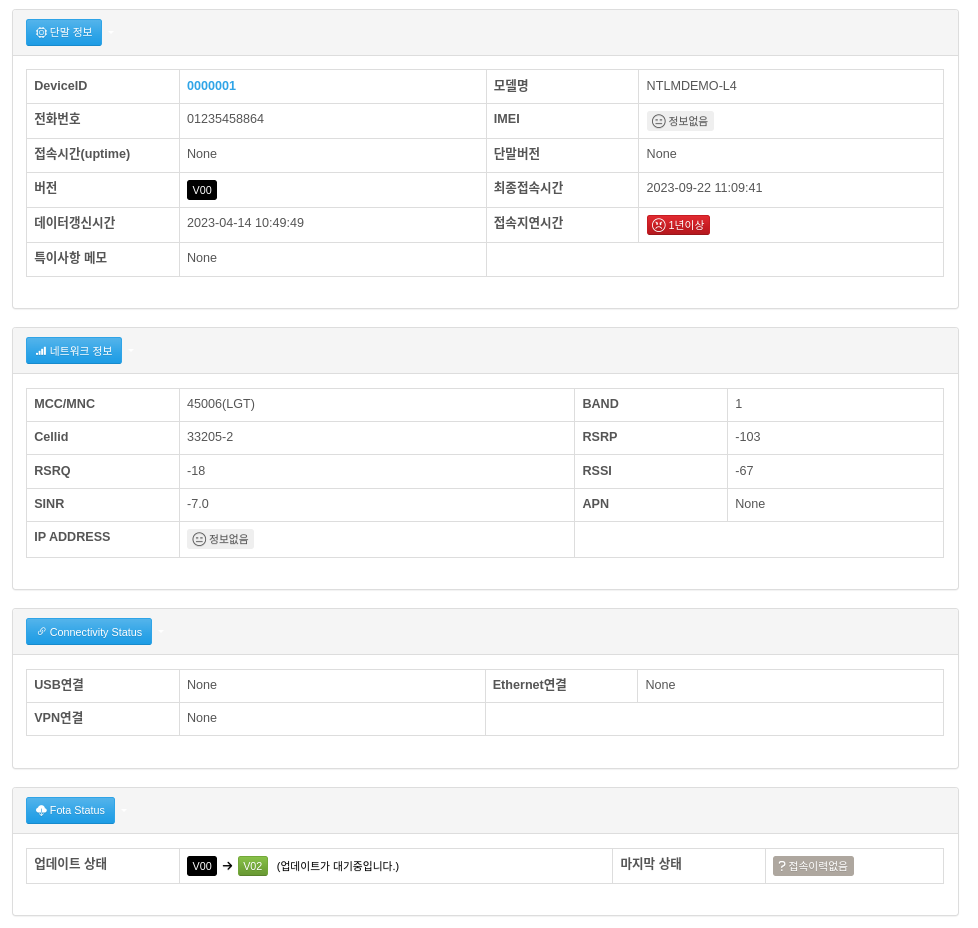 단말 정보
DeviceID 0000001 모델명 NTLMDEMO-L4
전화번호 01235458864 IMEI 정보없음
접속시간(uptime) None 단말버전 None
버전 V00 최종접속시간 2023-09-22 11:09:41
데이터갱신시간 2023-04-14 10:49:49 접속지연시간 1년이상
특이사항 메모 None
네트워크 정보
MCC/MNC 45006(LGT) BAND 1
Cellid 33205-2 RSRP -103
RSRQ -18 RSSI -67
SINR -7.0 APN None
IP ADDRESS 정보없음
Connectivity Status
USB연결 None Ethernet연결 None
VPN연결 None
Fota Status
업데이트 상태 V00 → V02 (업데이트가 대기중입니다.) 마지막 상태 ? 접속이력없음